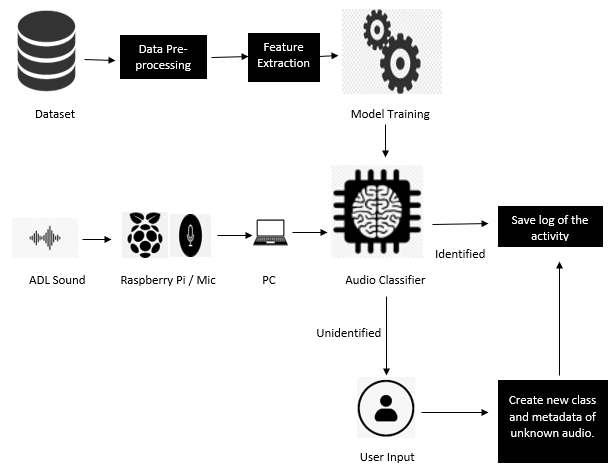 Data Pre-
processing
Feature
Extraction
Dataset
Model Training
Save log of the
activity
Identified
ADL Sound
Raspberry Pi / Mic
PC
Audio Classifier
Unidentified
Create new class
and metadata of
unknown audio.
User Input